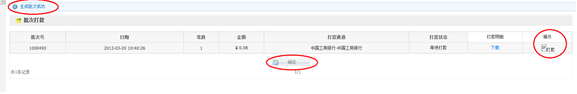 生成批次成功
批次打款
批次号 日期 笔数 金额 打款通道 打款状态 打款明细 操作
1000493 2013-03-20 10:40:26 1 ¥ 0.08 中国工商银行-中国工商银行 等待打款 下载 打款
确定
共1条记录 1/1